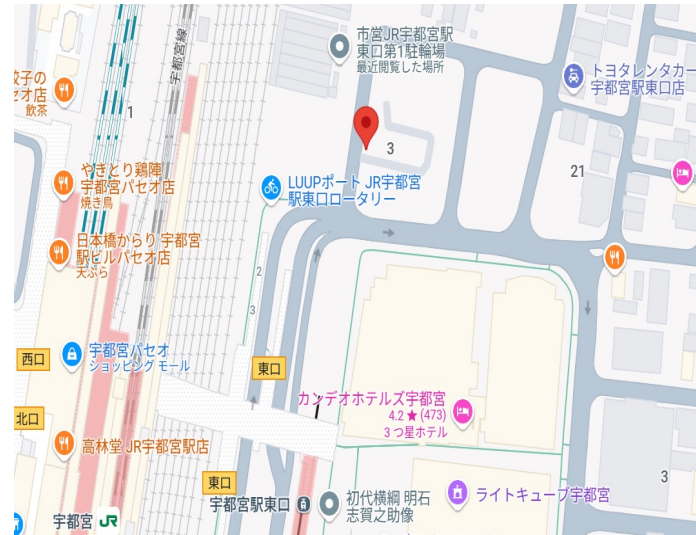 市営JR宇都宮駅
東口第1駐輪場
最近閲覧した場所
宇都宮線
トヨタレンタカー
宇都宮駅東口店
餃子の
飲茶
1
3
21
やきとり鶏陣
宇都宮パセオ店
焼き鳥
LUUPポート JR宇都宮
駅東口ロータリー
日本橋からり 宇都宮
駅ビルパセオ店
天ぷら
2
3
宇都宮パセオ
ショッピング モール
西口
東口
カンデオホテルズ宇都宮
4.2 ★ (473)
3 つ星ホテル
北口
高林堂 JR宇都宮駅店
東口
宇都宮駅東口
初代横綱 明石
志賀之助像
ライトキューブ宇都宮
3
宇都宮 JR